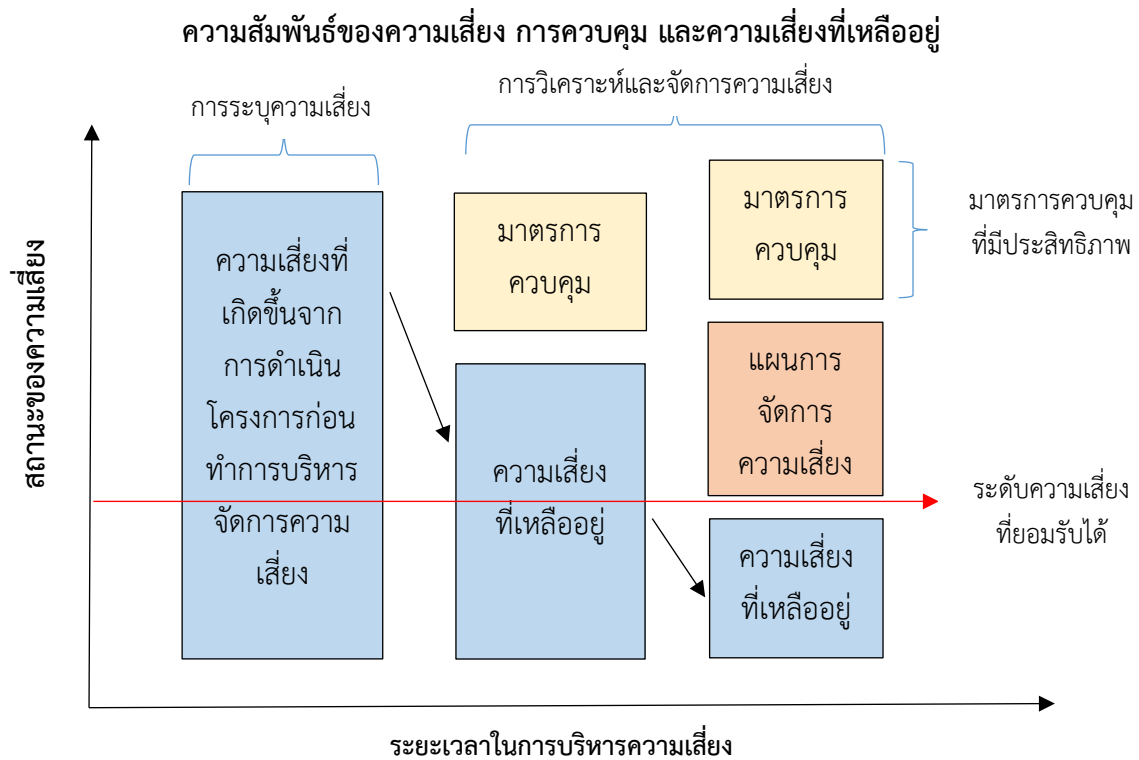 ความสัมพันธ์ของความเสี่ยง การควบคุม และความเสี่ยงที่เหลืออยู่
การระบุความเสี่ยง
การวิเคราะห์และจัดการความเสี่ยง
สถานะของความเสี่ยง
ความเสี่ยงที่
เกิดขึ้นจาก
การดำเนิน
โครงการก่อน
ทำการบริหาร
จัดการความ
เสี่ยง
มาตรการ
ควบคุม
ความเสี่ยง
ที่เหลืออยู่
มาตรการ
ควบคุม
แผนการ
จัดการ
ความเสี่ยง
ความเสี่ยง
ที่เหลืออยู่
มาตรการควบคุม
ที่มีประสิทธิภาพ
ระดับความเสี่ยง
ที่ยอมรับได้
ระยะเวลาในการบริหารความเสี่ยง